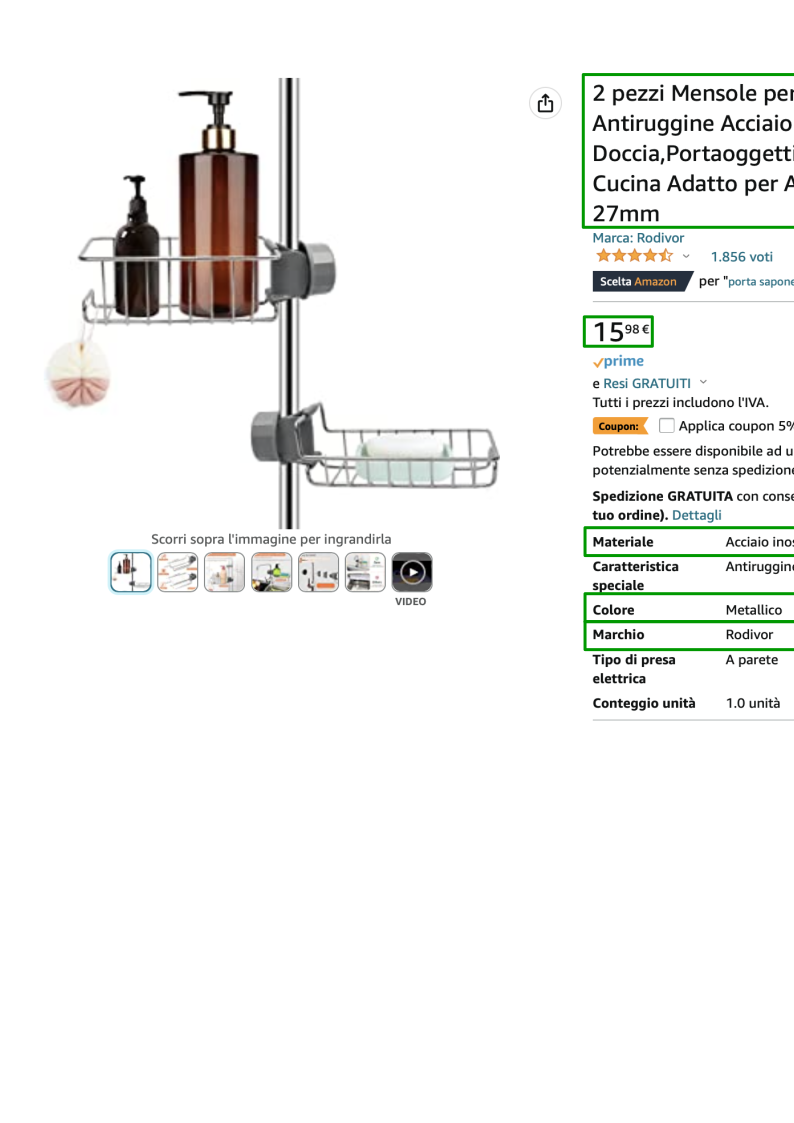 2 pezzi Mensole per
Antiruggine Acciaio
Doccia,Portaoggetti
Cucina Adatto per A
27mm
Marca: Rodivor
1.856 voti
Scelta Amazon per "porta sapone
15 98 €
prime
e Resi GRATUITI
Tutti i prezzi includono l'IVA.
Coupon: Applica coupon 5%
Potrebbe essere disponibile ad u
potenzialmente senza spedizione
Spedizione GRATUITA con conse
tuo ordine). Dettagli
Materiale Acciaio inos
Caratteristica Antiruggine
speciale
Colore Metallico
Marchio Rodivor
Tipo di presa A parete
elettrica
Conteggio unità 1.0 unità
Scorri sopra l'immagine per ingrandirla
VIDEO